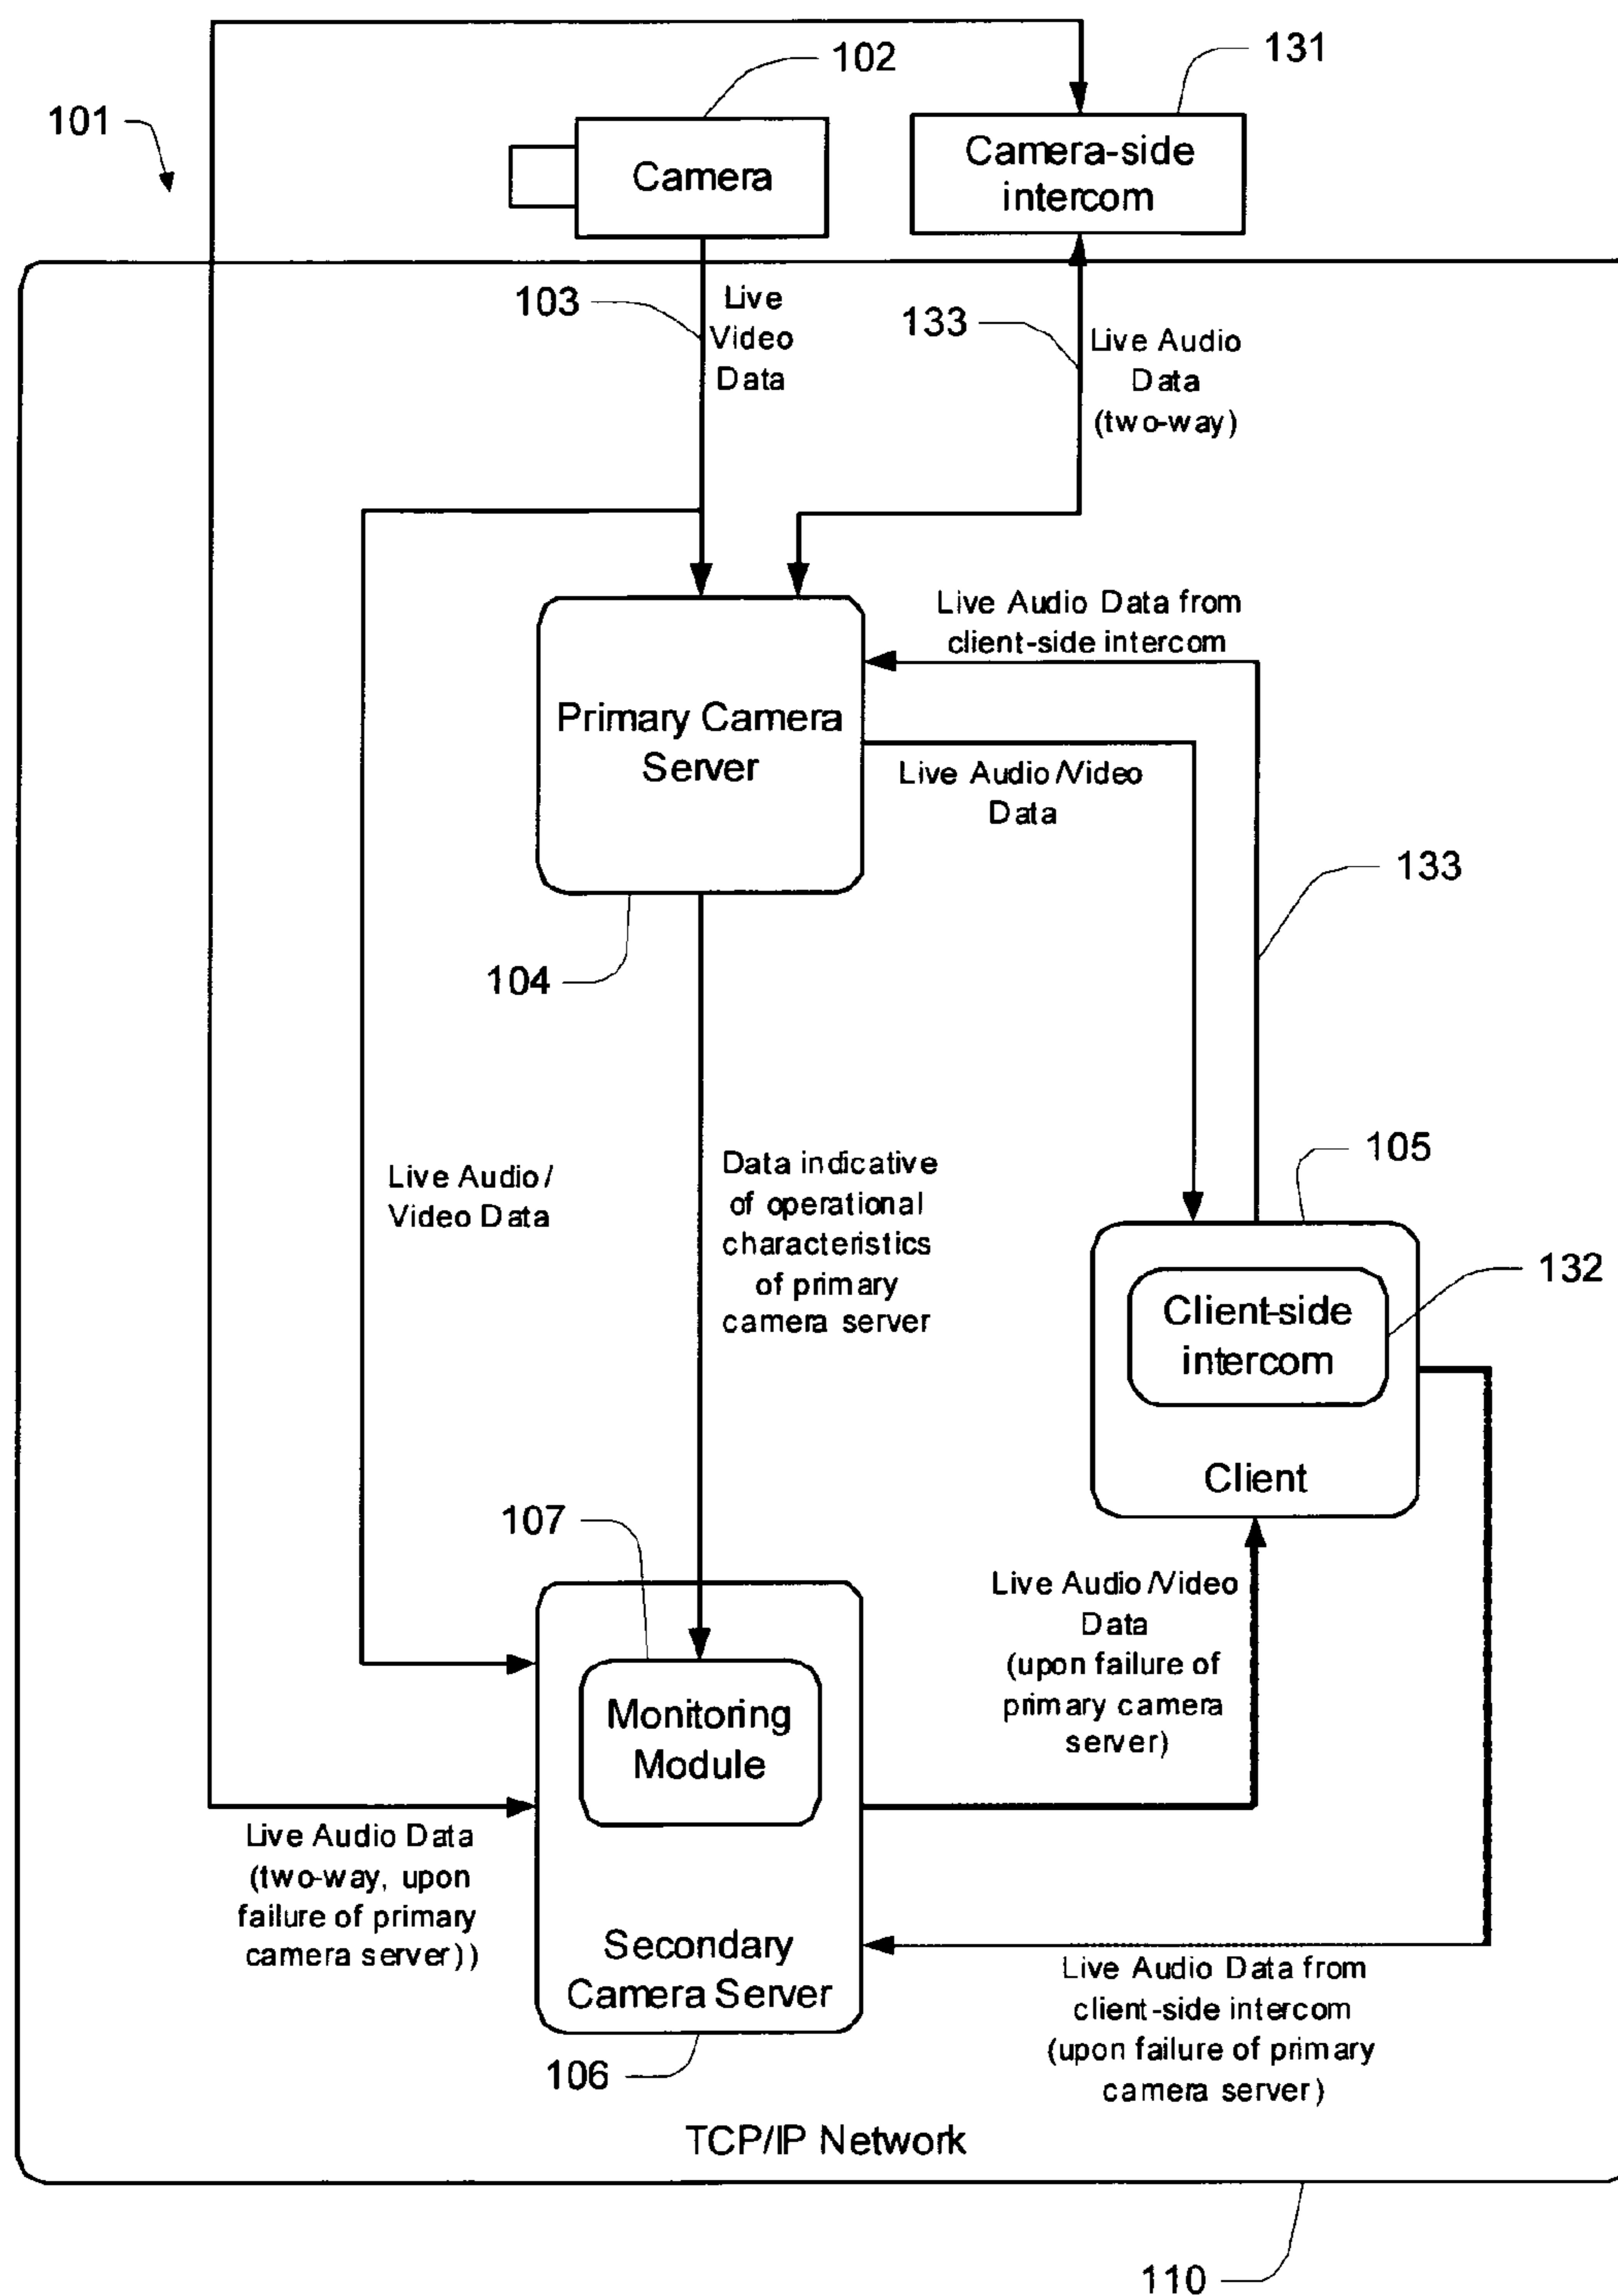 102
131
101
Camera
Camera-side
intercom
103
Live
Video
Data
133
Live Audio
Data
(two-way)
Live Audio Data from
client-side intercom
Primary Camera
Server
Live Audio/Video
Data
133
104
105
Live Audio/
Video Data
Data indicative
of operational
characteristics
of primary
camera server
132
Client-side
intercom
Client
107
Live Audio/Video
Data
(upon failure of
primary camera
server)
Monitoring
Module
Live Audio Data
(two-way, upon
failure of primary
camera server))
Secondary
Camera Server
Live Audio Data from
client-side intercom
(upon failure of primary
camera server)
106
TCP/IP Network
110